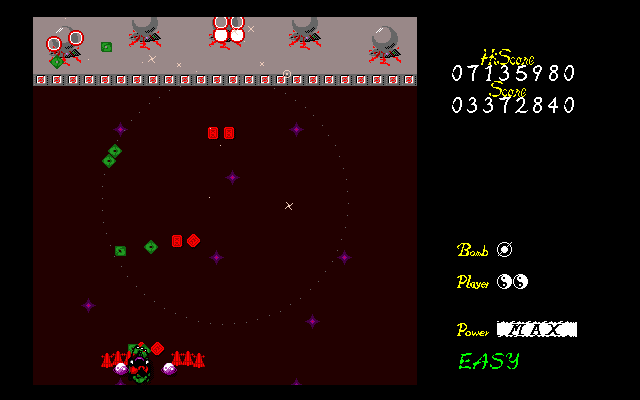 HiScore
07135980
Score
03372840
Bomb
Player
Power MAX
EASY